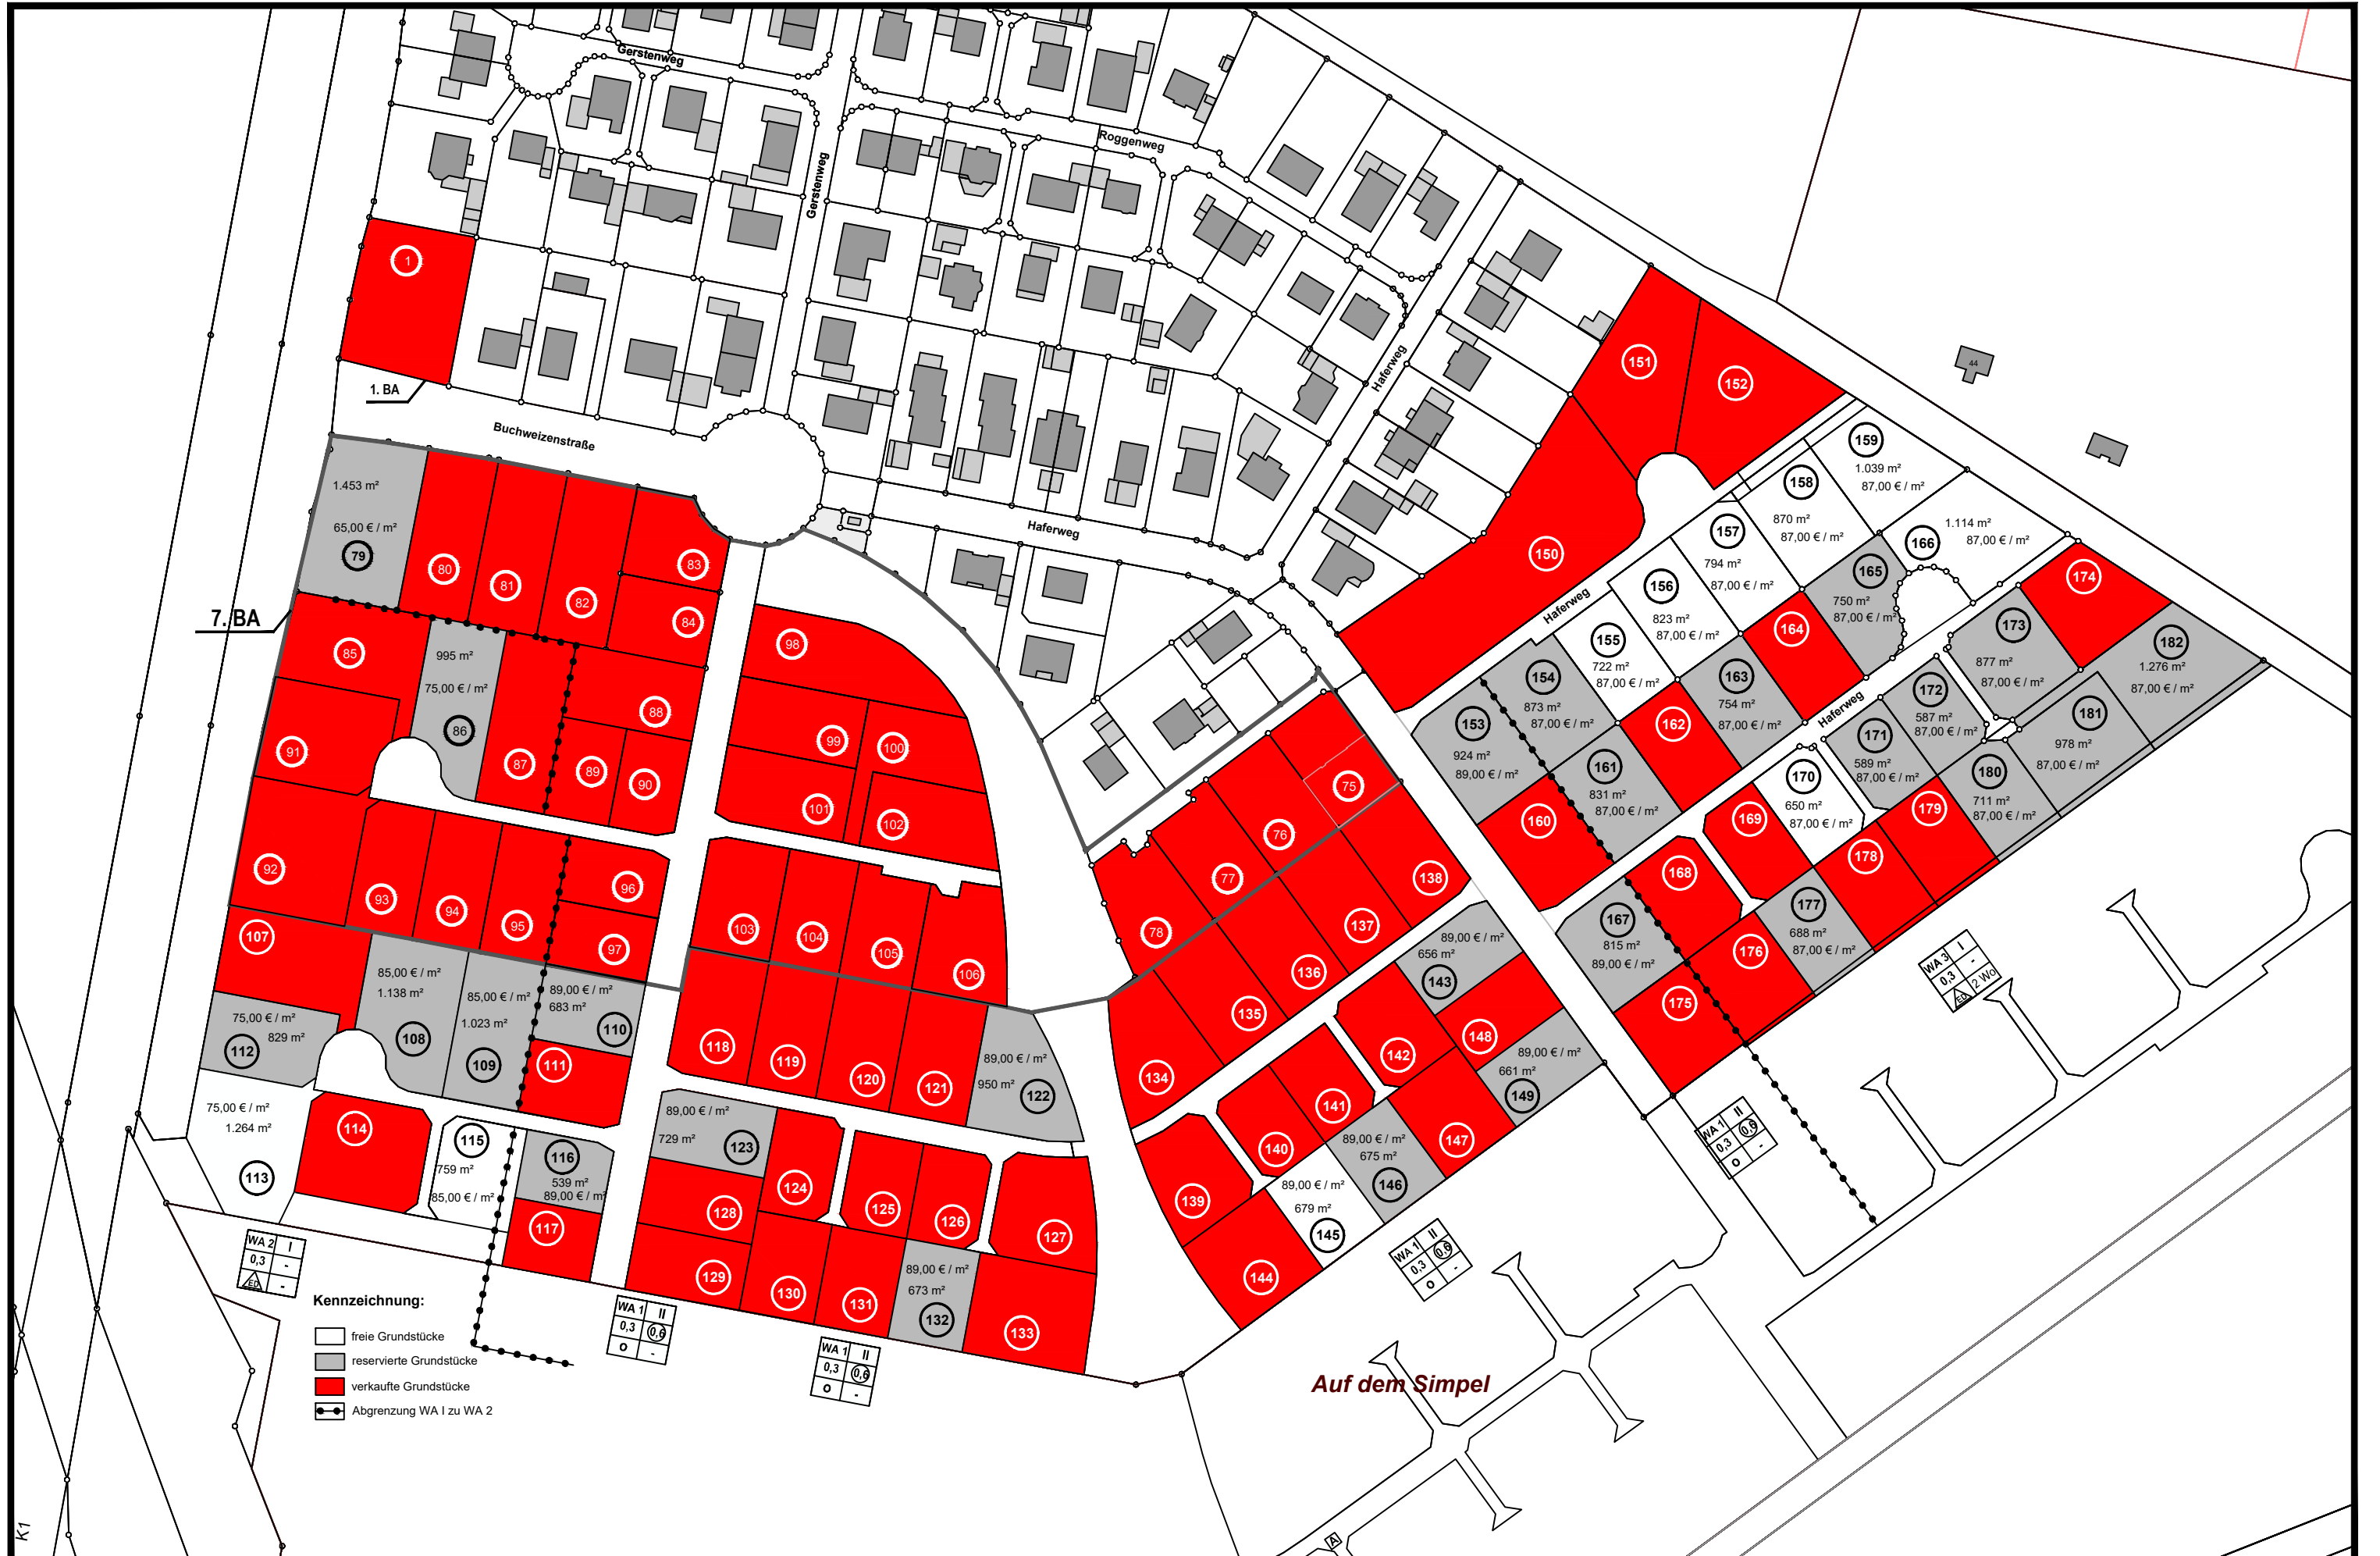 Gerstenweg
Roggenweg
Gerstenweg
1
1. BA
Buchweizenstraße
Haferweg
Haferweg
44
151
152
150
1.453 m²
65,00 € / m²
79
80
81
82
83
84
7. BA
85
995 m²
75,00 € / m²
86
87
88
89
90
91
92
93
94
95
96
97
98
99
100
101
102
103
104
105
106
75
76
77
78
107
85,00 € / m²
1.138 m²
108
85,00 € / m²
1.023 m²
109
89,00 € / m²
683 m²
110
111
75,00 € / m²
829 m²
112
75,00 € / m²
1.264 m²
113
114
115
759 m²
85,00 € / m²
116
539 m²
89,00 € / m²
117
118
119
120
121
89,00 € / m²
950 m²
122
89,00 € / m²
729 m²
123
124
125
126
127
128
129
130
131
89,00 € / m²
673 m²
132
133
134
135
136
137
138
139
140
141
142
89,00 € / m²
656 m²
143
144
89,00 € / m²
679 m²
145
89,00 € / m²
675 m²
146
147
148
89,00 € / m²
661 m²
149
Haferweg
153
924 m²
89,00 € / m²
154
873 m²
87,00 € / m²
155
722 m²
87,00 € / m²
156
823 m²
87,00 € / m²
157
794 m²
87,00 € / m²
158
870 m²
87,00 € / m²
159
1.039 m²
87,00 € / m²
160
161
831 m²
87,00 € / m²
162
163
754 m²
87,00 € / m²
164
165
750 m²
87,00 € / m²
166
1.114 m²
87,00 € / m²
Haferweg
167
815 m²
89,00 € / m²
168
169
170
650 m²
87,00 € / m²
171
589 m²
87,00 € / m²
172
587 m²
87,00 € / m²
173
877 m²
87,00 € / m²
174
175
176
177
688 m²
87,00 € / m²
178
179
180
711 m²
87,00 € / m²
181
978 m²
87,00 € / m²
182
1.276 m²
87,00 € / m²
WA 3 I
0,3 -
ED 2 Wo
WA 1 II
0,3 0,6
O -
WA 1 II
0,3 0,6
O -
WA 2 I
0,3 -
ED -
WA 1 II
0,3 0,6
O -
WA 1 II
0,3 0,6
O -
Kennzeichnung:
freie Grundstücke
reservierte Grundstücke
verkaufte Grundstücke
Abgrenzung WA I zu WA 2
Auf dem Simpel
A
K1